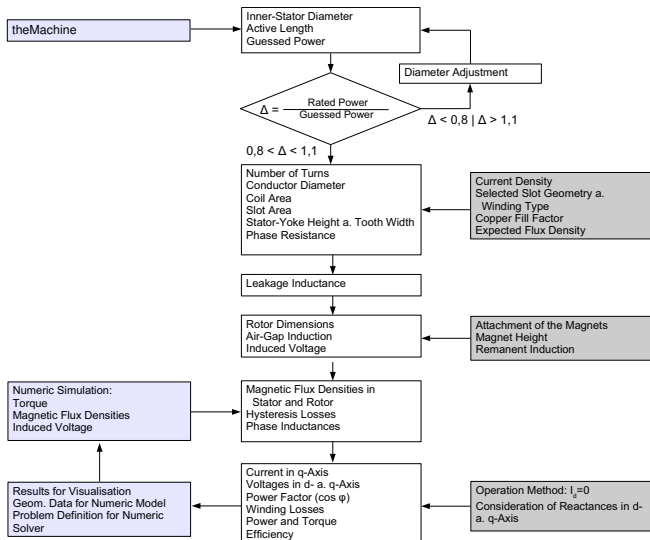 theMachine
Inner-Stator Diameter
Active Length
Guessed Power
Diameter Adjustment
Δ = Rated Power
Guessed Power
Δ < 0,8 | Δ > 1,1
0,8 < Δ < 1,1
Number of Turns
Conductor Diameter
Coil Area
Slot Area
Stator-Yoke Height a. Tooth Width
Phase Resistance
Current Density
Selected Slot Geometry a.
Winding Type
Copper Fill Factor
Expected Flux Density
Leakage Inductance
Rotor Dimensions
Air-Gap Induction
Induced Voltage
Attachment of the Magnets
Magnet Height
Remanent Induction
Numeric Simulation:
Torque
Magnetic Flux Densities
Induced Voltage
Magnetic Flux Densities in
Stator and Rotor
Hysteresis Losses
Phase Inductances
Results for Visualisation
Geom. Data for Numeric Model
Problem Definition for Numeric
Solver
Current in q-Axis
Voltages in d- a. q-Axis
Power Factor (cos φ)
Winding Losses
Power and Torque
Efficiency
Operation Method: I_d=0
Consideration of Reactances in d-
a. q-Axis